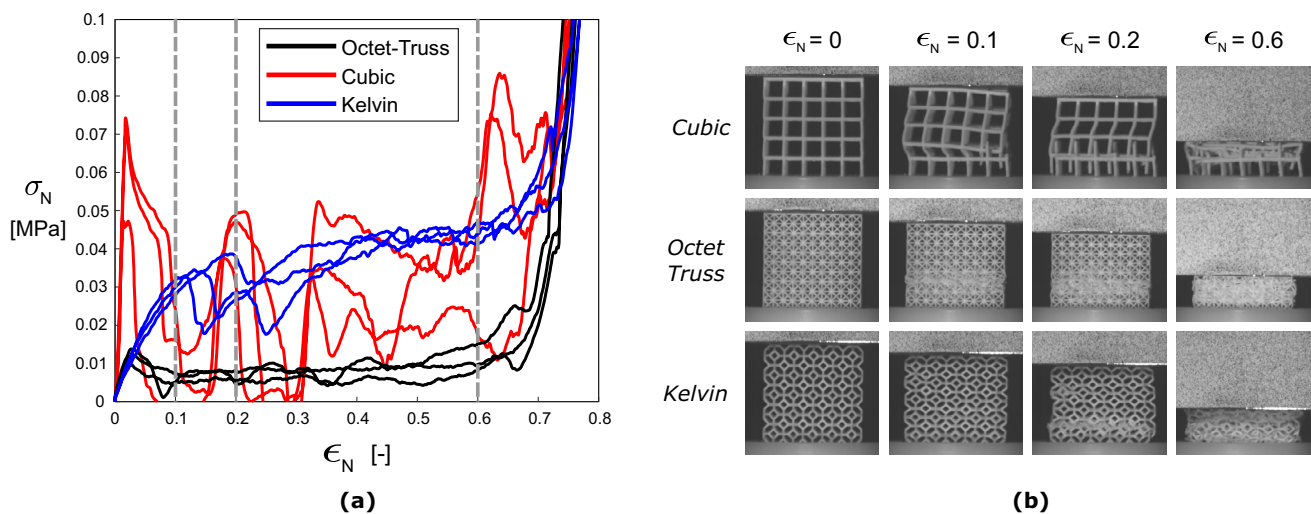 0.1
0.09
0.08
0.07
0.06
0.05
0.04
0.03
0.02
0.01
0
σN
[MPa]
Octet-Truss
Cubic
Kelvin
0 0.1 0.2 0.3 0.4 0.5 0.6 0.7 0.8
ϵN [-]
(a)
ϵN = 0 ϵN = 0.1 ϵN = 0.2 ϵN = 0.6
Cubic
Octet
Truss
Kelvin
(b)